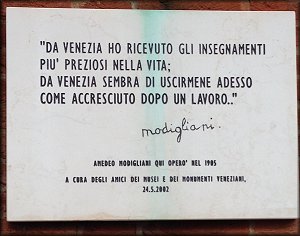 "DA VENEZIA HO RICEVUTO GLI INSEGNAMENTI
PIU' PREZIOSI NELLA VITA;
DA VENEZIA SEMBRA DI USCIRMENE ADESSO
COME ACCRESCIUTO DOPO UN LAVORO.."
modigliani.
AMEDEO MODIGLIANI QUI OPERO' NEL 1905
A CURA DEGLI AMICI DEI MUSEI E DEI MONUMENTI VENEZIANI,
24.5.2002